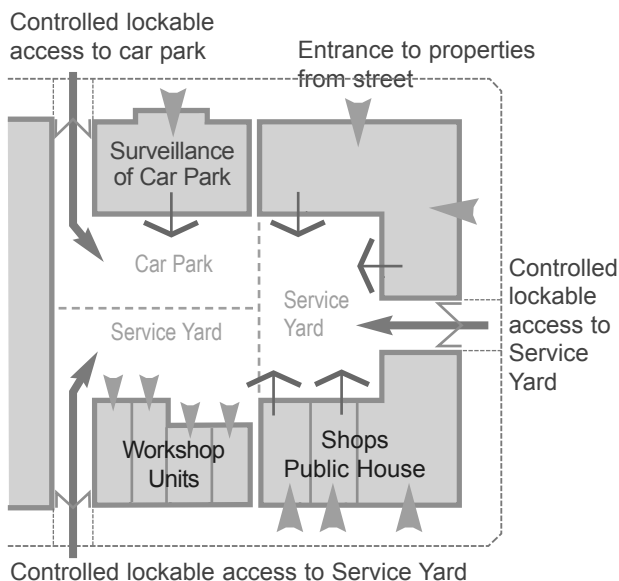 Controlled lockable
access to car park
Entrance to properties
from street
Surveillance
of Car Park
Car Park
Service
Yard
Service Yard
Controlled
lockable
access to
Service
Yard
Workshop
Units
Shops
Public House
Controlled lockable access to Service Yard